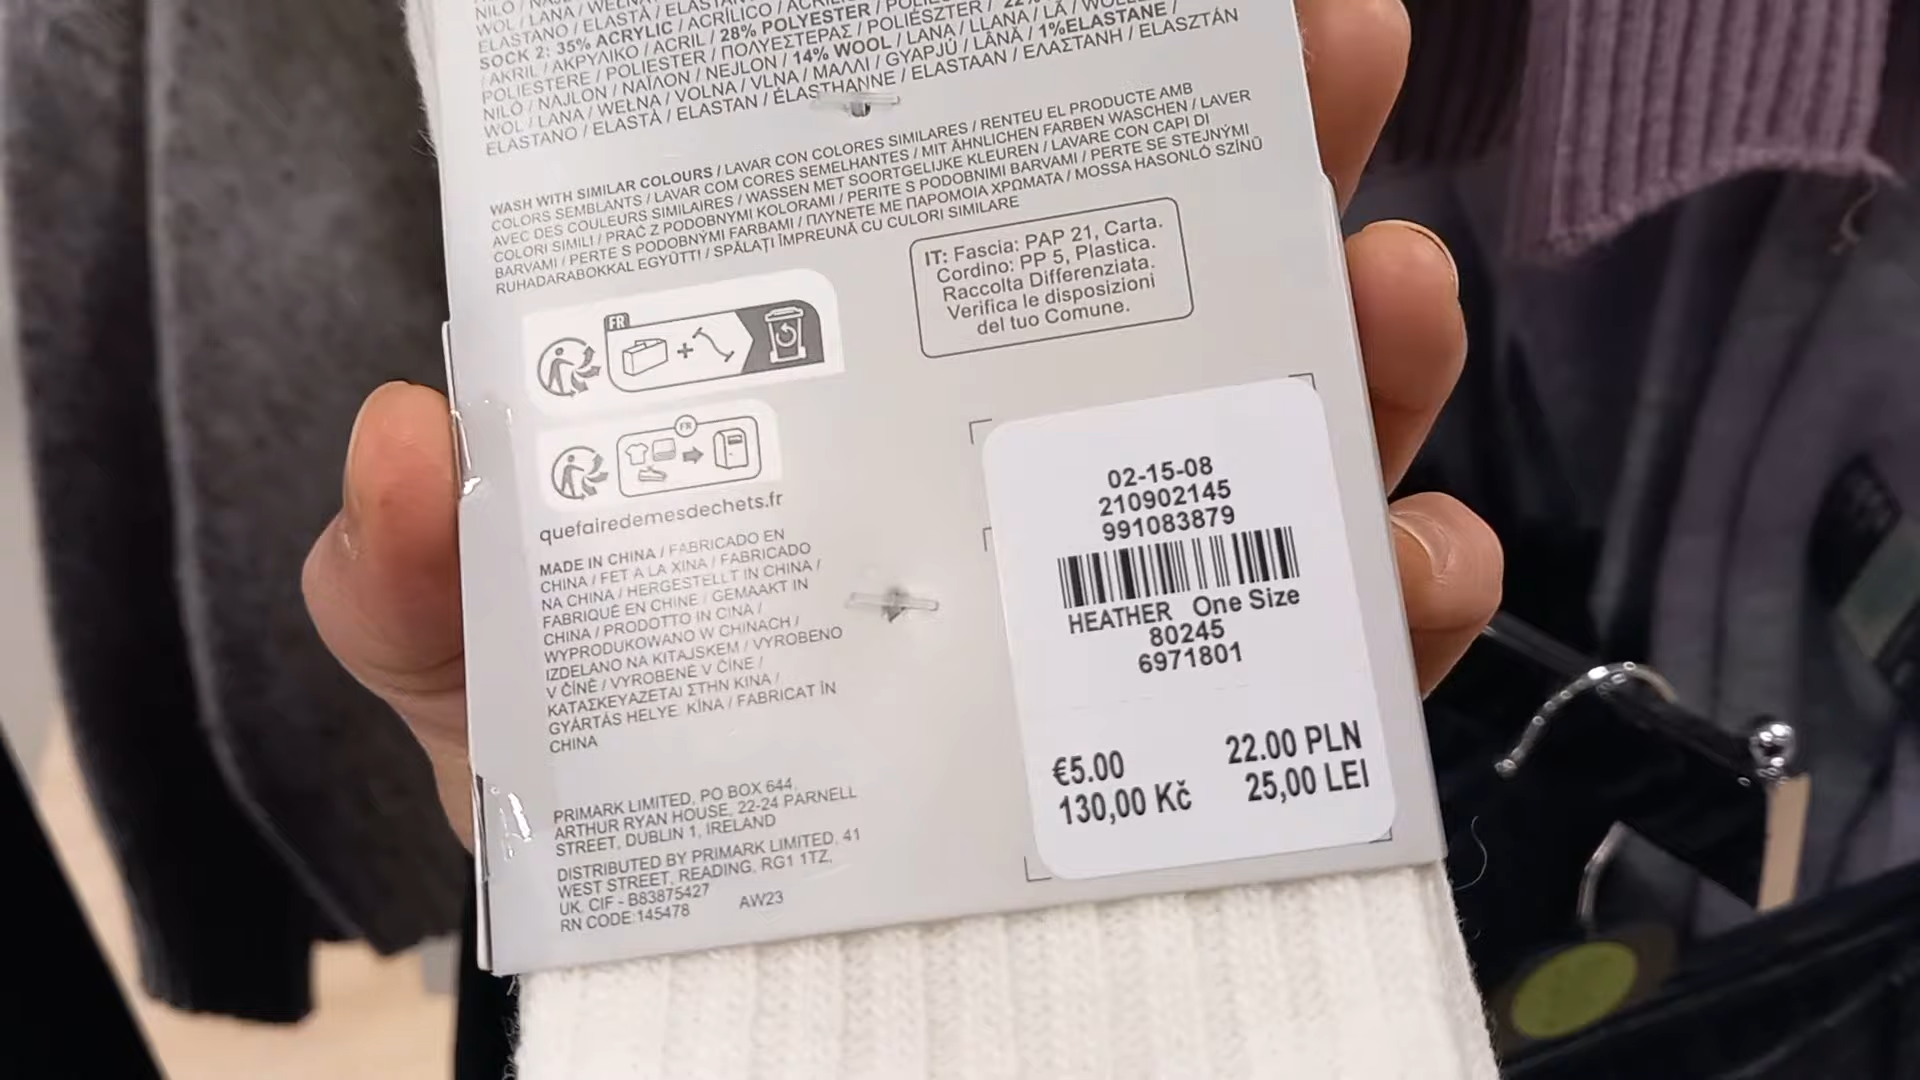 WOL / LANA / WEŁNA
ELASTANO / ELASTÀ / ELASTAN
SOCK 2: 35% ACRYLIC / ACRÍLICO
/ AKRIL / ΑΚΡΥΛΙΚΟ / ACRIL / 28% POLYESTER /
POLIESTERE / POLIESTER / ΠΟΛΥΕΣΤΕΡΑΣ / POLIÉSZTER / 22%
NILÓ / NAJLON / ΝΑΪΛΟΝ / NEJLON / 14% WOOL / LANA / LLANA / LÃ /
WOL / LANA / WEŁNA / VOLNA / VLNA / ΜΑΛΛΙ / GYAPJÚ / LÂNĂ / 1%ELASTANE /
ELASTANO / ELASTÀ / ELASTAN / ÉLASTHANNE / ELASTAAN / ΕΛΑΣΤΑΝΗ / ELASZTÁN
WASH WITH SIMILAR COLOURS / LAVAR CON COLORES SIMILARES / RENTEU EL PRODUCTE AMB
COLORS SEMBLANTS / LAVAR COM CORES SEMELHANTES / MIT ÄHNLICHEN FARBEN WASCHEN / LAVER
AVEC DES COULEURS SIMILAIRES / WASSEN MET SOORTGELIJKE KLEUREN / LAVARE CON CAPI DI
COLORI SIMILI / PRAĆ Z PODOBNYMI KOLORAMI / PERITE S PODOBNIMI BARVAMI / PERTE SE STEJNÝMI
BARVAMI / PERTE S PODOBNÝMI FARBAMI / ΠΛΥΝΕΤΕ ΜΕ ΠΑΡΟΜΟΙΑ ΧΡΩΜΑΤΑ / MOSSA HASONLÓ SZÍNŰ
RUHADARABOKKAL EGYÜTT! / SPĂLAȚI ÎMPREUNĂ CU CULORI SIMILARE
IT: Fascia: PAP 21, Carta.
Cordino: PP 5, Plastica.
Raccolta Differenziata.
Verifica le disposizioni
del tuo Comune.
FR
FR
quefairedemesdechets.fr
MADE IN CHINA / FABRICADO EN
CHINA / FET A LA XINA / FABRICADO
NA CHINA / HERGESTELLT IN CHINA /
FABRIQUÉ EN CHINE / GEMAAKT IN
CHINA / PRODOTTO IN CINA /
WYPRODUKOWANO W CHINACH /
IZDELANO NA KITAJSKEM / VYROBENO
V ČÍNĚ / VYROBENÉ V ČÍNE /
ΚΑΤΑΣΚΕΥΑΖΕΤΑΙ ΣΤΗΝ ΚΙΝΑ /
GYÁRTÁS HELYE: KÍNA / FABRICAT ÎN
CHINA
PRIMARK LIMITED, PO BOX 644,
ARTHUR RYAN HOUSE, 22-24 PARNELL
STREET, DUBLIN 1, IRELAND
DISTRIBUTED BY PRIMARK LIMITED, 41
WEST STREET, READING, RG1 1TZ,
UK. CIF - B83875427
RN CODE:145478 AW23
02-15-08
210902145
991083879
HEATHER One Size
80245
6971801
€5.00 22.00 PLN
130,00 Kč 25,00 LEI